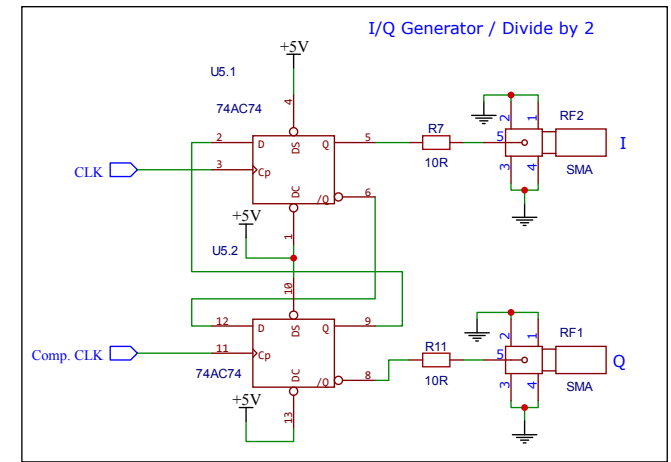 I/Q Generator / Divide by 2
+5V
U5.1
74AC74
4
2
D
DS
Q
5
R7
10R
2
1
RF2
5
I
3
4
SMA
CLK
3
Cp
DC
/Q
6
+5V
1
U5.2
10
12
D
DS
Q
9
R11
10R
2
1
RF1
5
Q
3
4
SMA
Comp. CLK
11
Cp
DC
/Q
8
74AC74
+5V
13